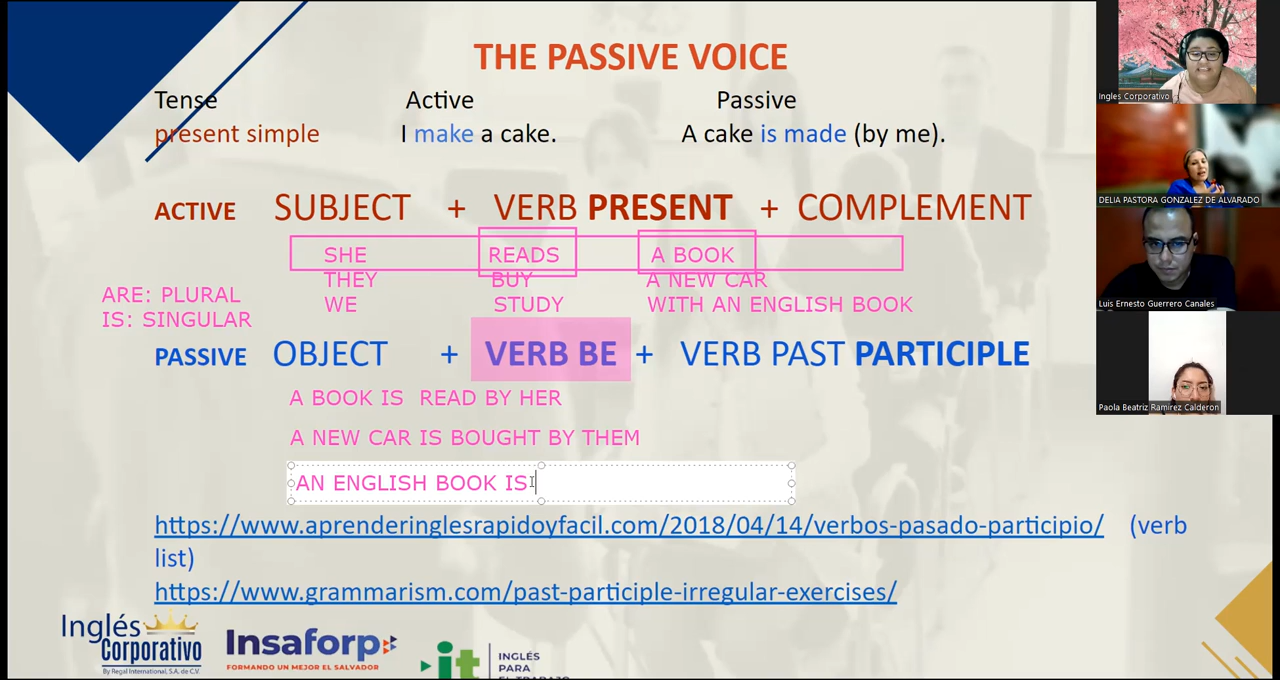 THE PASSIVE VOICE
Tense Active Passive
present simple I make a cake. A cake is made (by me).
ACTIVE SUBJECT + VERB PRESENT + COMPLEMENT
SHE READS A BOOK
THEY BUY A NEW CAR
WE STUDY WITH AN ENGLISH BOOK
ARE: PLURAL
IS: SINGULAR
PASSIVE OBJECT + VERB BE + VERB PAST PARTICIPLE
A BOOK IS READ BY HER
A NEW CAR IS BOUGHT BY THEM
AN ENGLISH BOOK IS
https://www.aprenderinglesrapidoyfacil.com/2018/04/14/verbos-pasado-participio/ (verb
list)
https://www.grammarism.com/past-participle-irregular-exercises/
Inglés
Corporativo
By Regal International, S.A. de C.V.
Insaforp
FORMANDO UN MEJOR EL SALVADOR
it
INGLÉS
PARA
EL TRABAJO
Ingles Corporativo
DELIA PASTORA GONZALEZ DE ALVARADO
Luis Ernesto Guerrero Canales
Paola Beatriz Ramirez Calderon